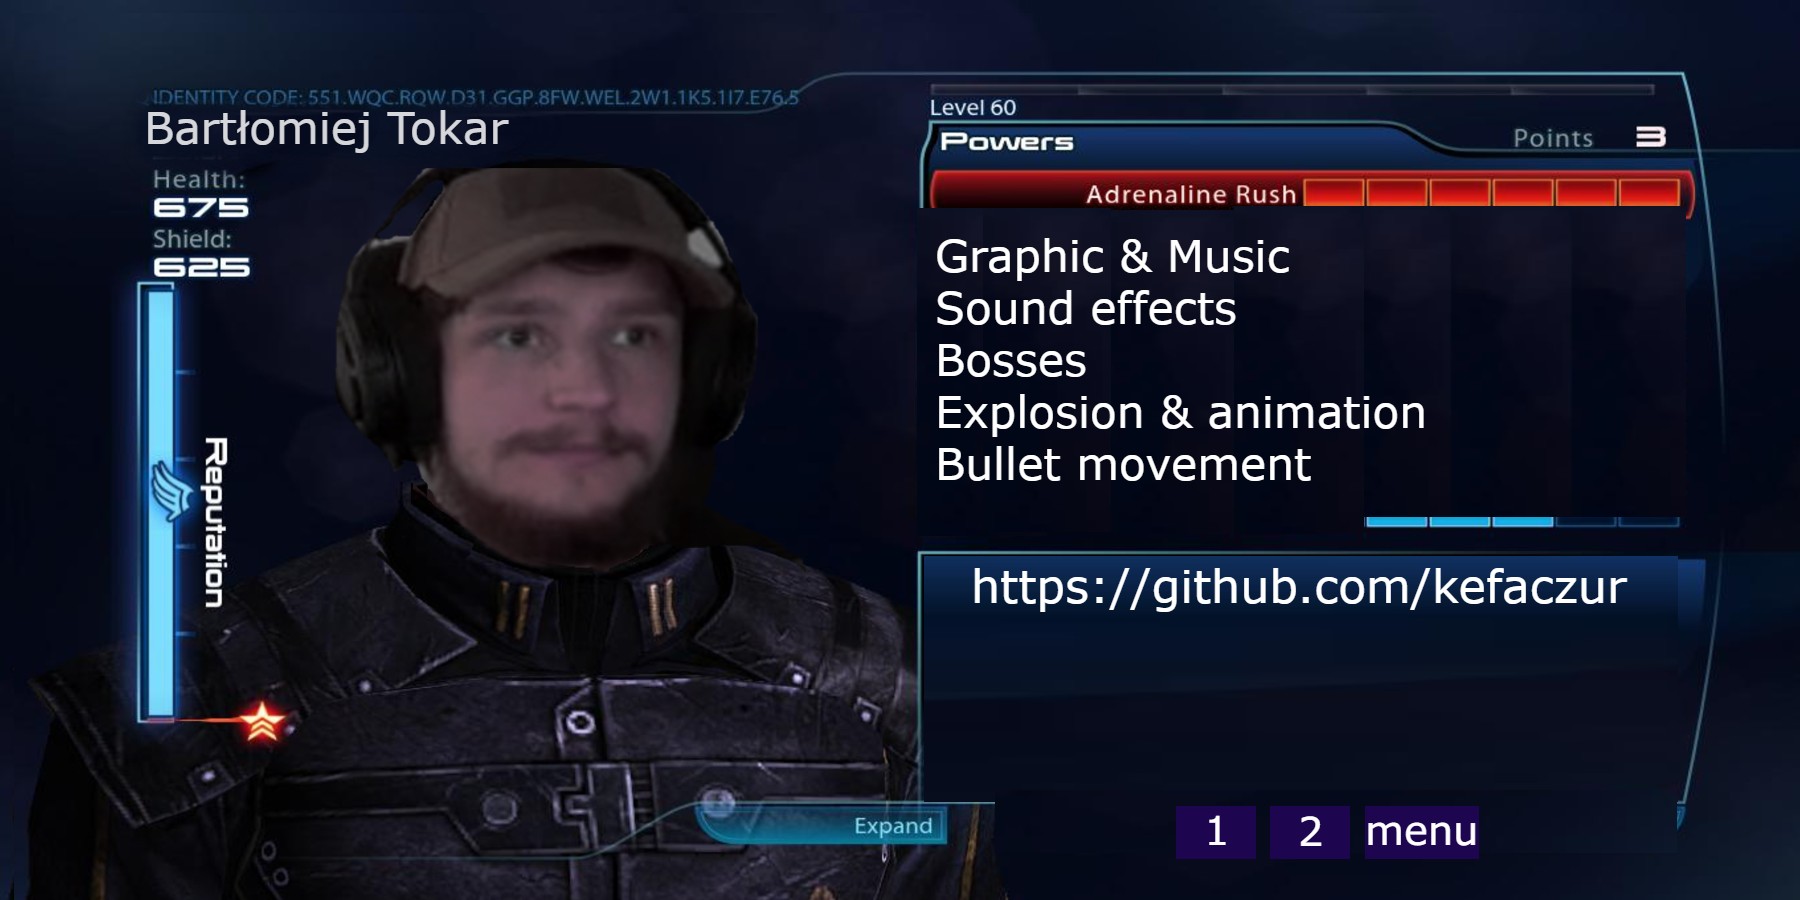 IDENTITY CODE: 551.WQC.RQW.D31.GGP.8FW.WEL.2W1.1K5.1I7.E76.5
Bartłomiej Tokar
Health:
675
Shield:
625
Reputation
Level 60
Powers
Points 3
Adrenaline Rush
Graphic & Music
Sound effects
Bosses
Explosion & animation
Bullet movement
https://github.com/kefaczur
Expand
1 2 menu